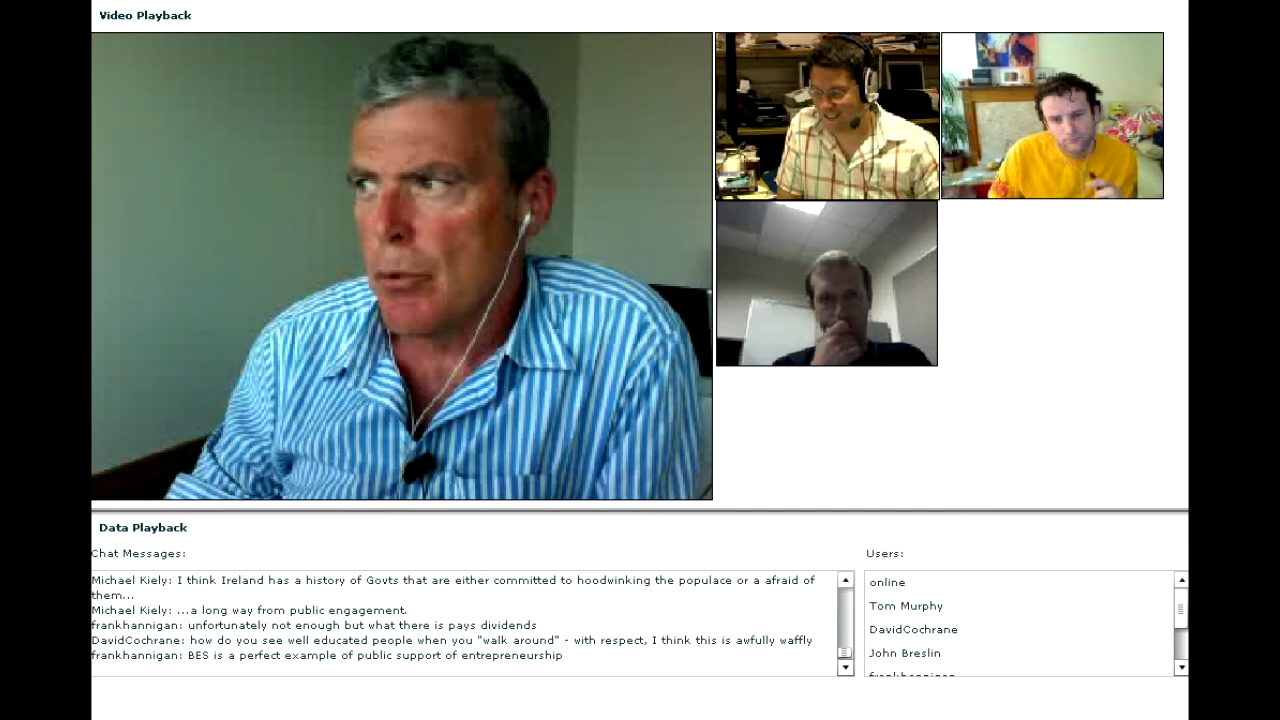 Video Playback
Data Playback
Chat Messages:
Michael Kiely: I think Ireland has a history of Govts that are either committed to hoodwinking the populace or a afraid of
them...
Michael Kiely: ...a long way from public engagement.
frankhannigan: unfortunately not enough but what there is pays dividends
DavidCochrane: how do you see well educated people when you "walk around" - with respect, I think this is awfully waffly
frankhannigan: BES is a perfect example of public support of entrepreneurship
Users:
online
Tom Murphy
DavidCochrane
John Breslin
frankhannigan